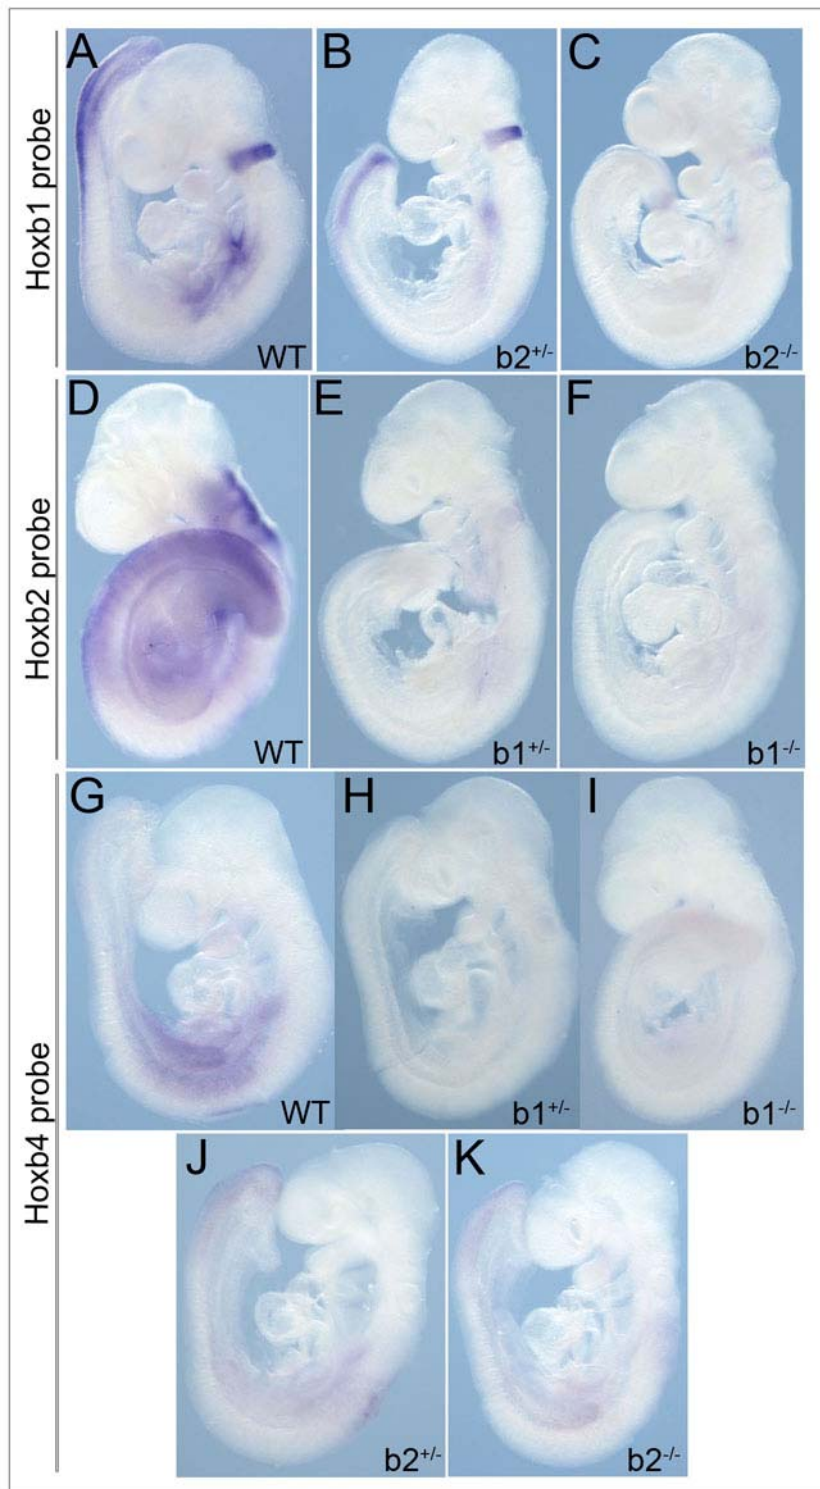 Hoxb1 probe
A
WT
B
b2+/-
C
b2-/-
Hoxb2 probe
D
WT
E
b1+/-
F
b1-/-
Hoxb4 probe
G
WT
H
b1+/-
I
b1-/-
J
b2+/-
K
b2-/-